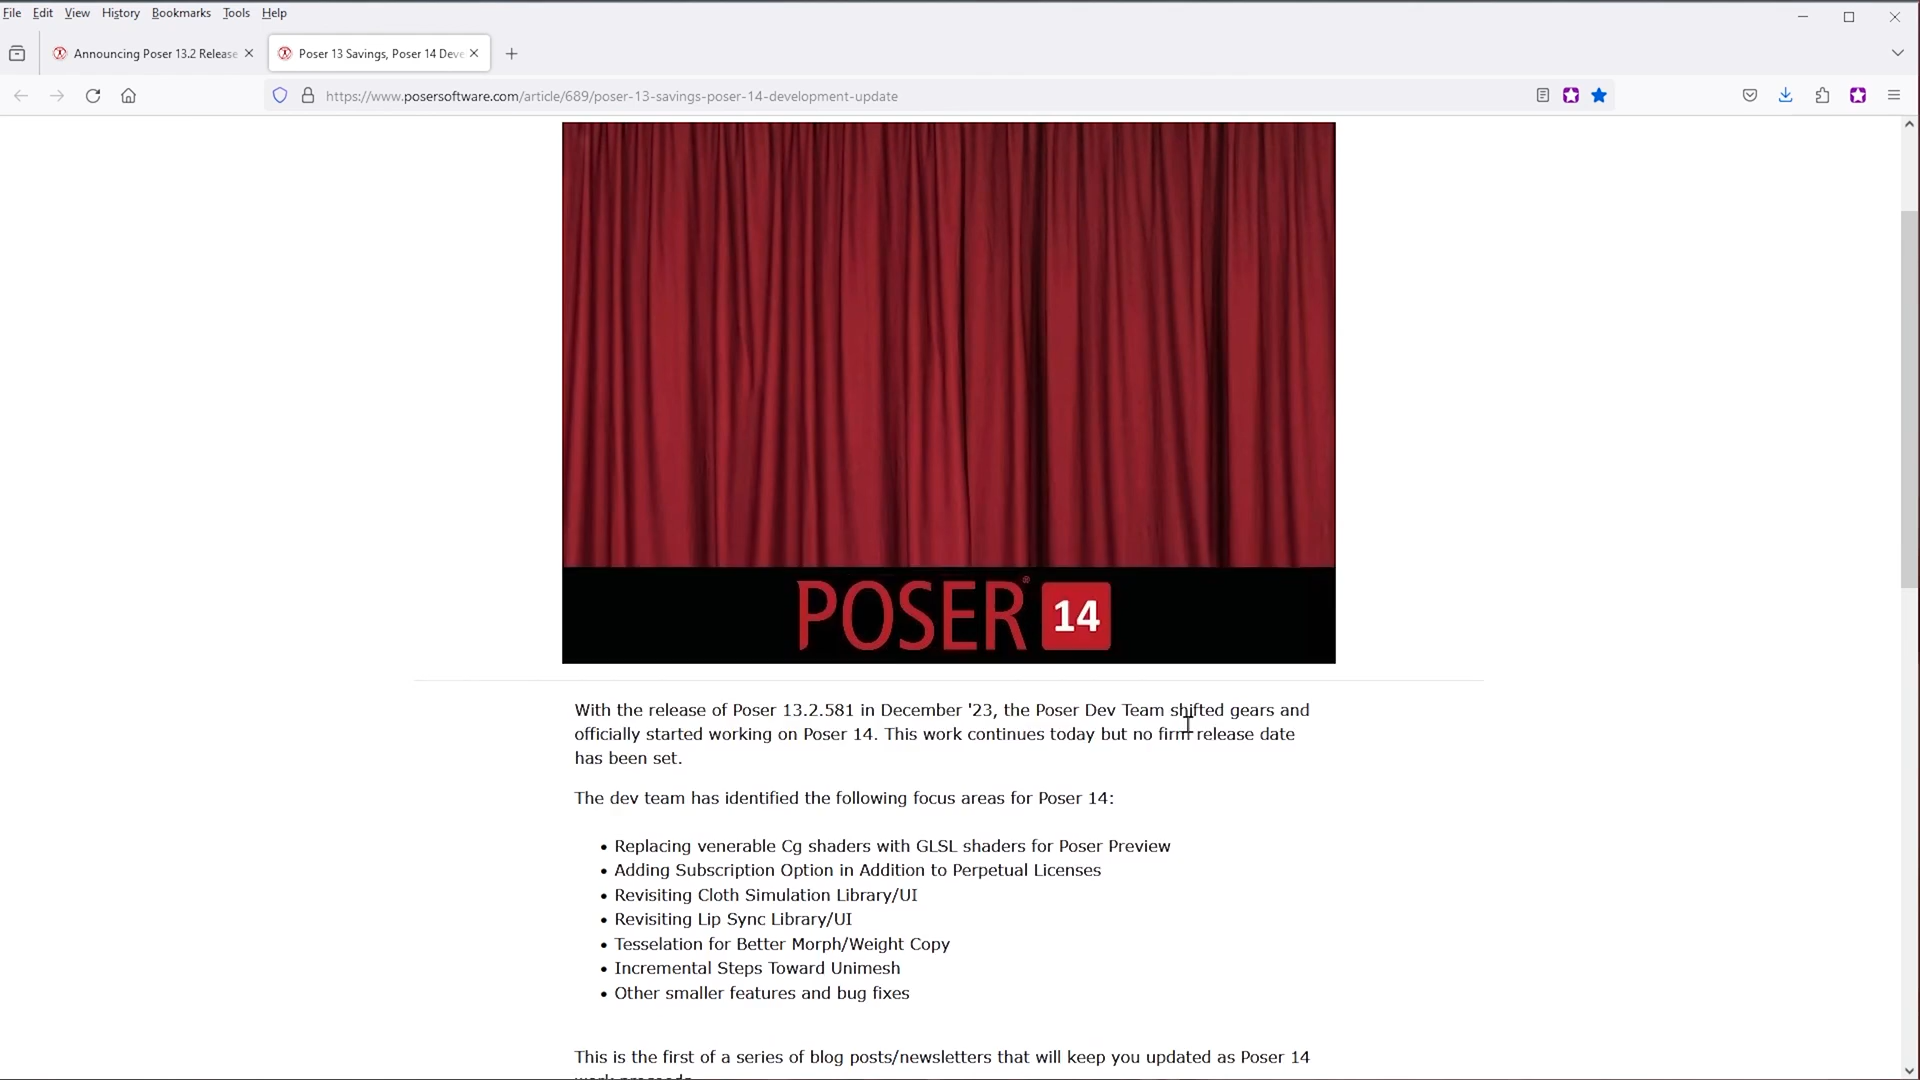 File Edit View History Bookmarks Tools Help
Announcing Poser 13.2 Release
Poser 13 Savings, Poser 14 Deve
https://www.posersoftware.com/article/689/poser-13-savings-poser-14-development-update
POSER® 14
With the release of Poser 13.2.581 in December '23, the Poser Dev Team shifted gears and
officially started working on Poser 14. This work continues today but no firm release date
has been set.
The dev team has identified the following focus areas for Poser 14:
• Replacing venerable Cg shaders with GLSL shaders for Poser Preview
• Adding Subscription Option in Addition to Perpetual Licenses
• Revisiting Cloth Simulation Library/UI
• Revisiting Lip Sync Library/UI
• Tesselation for Better Morph/Weight Copy
• Incremental Steps Toward Unimesh
• Other smaller features and bug fixes
This is the first of a series of blog posts/newsletters that will keep you updated as Poser 14